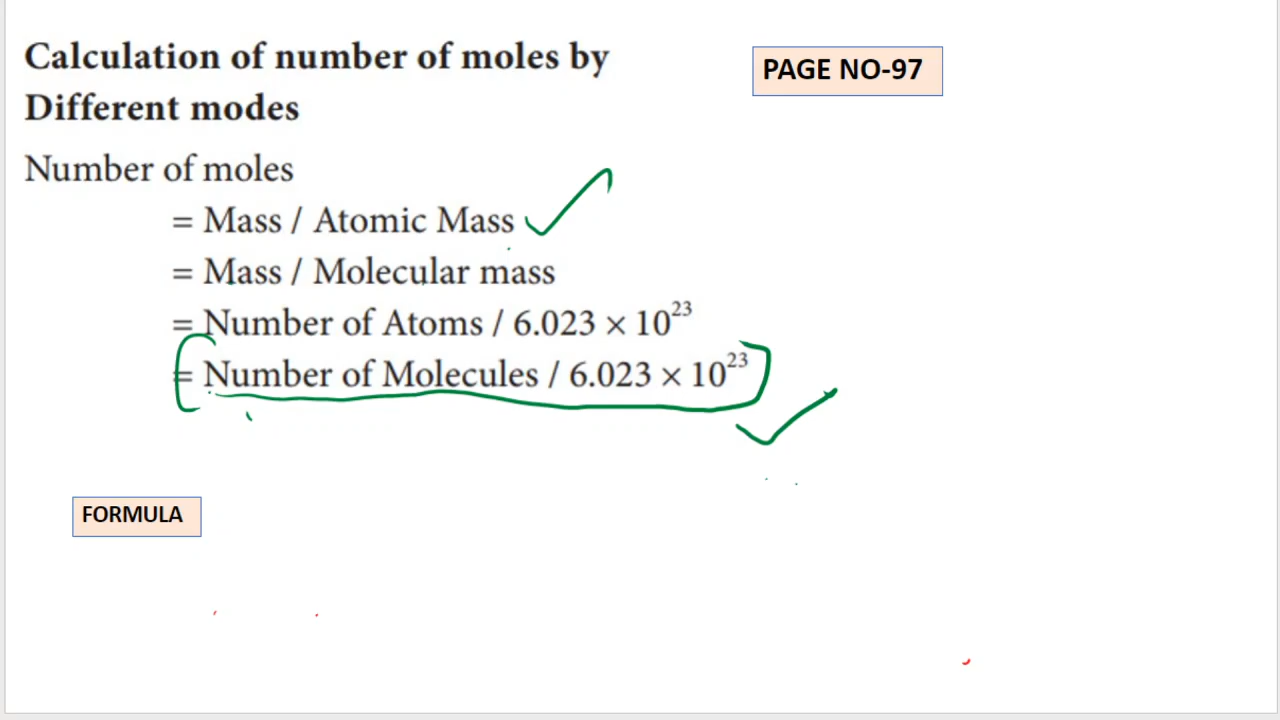 Calculation of number of moles by
Different modes
PAGE NO-97
Number of moles
= Mass / Atomic Mass
= Mass / Molecular mass
= Number of Atoms / 6.023 × 10²³
= Number of Molecules / 6.023 × 10²³
FORMULA